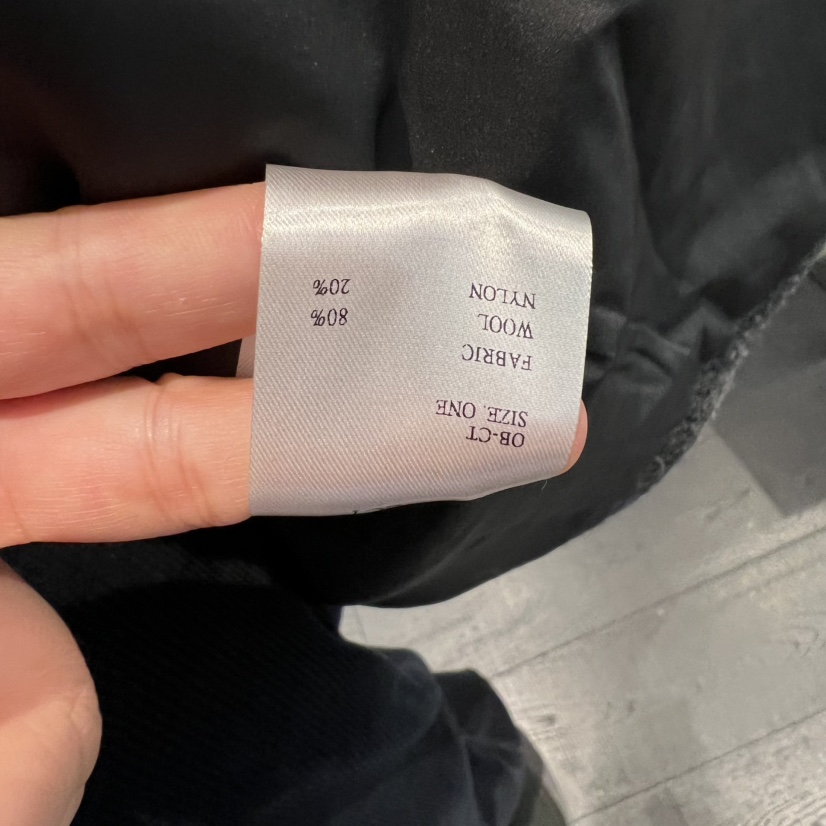 OB-CT
SIZE. ONE
FABRIC
WOOL 80%
NYLON 20%